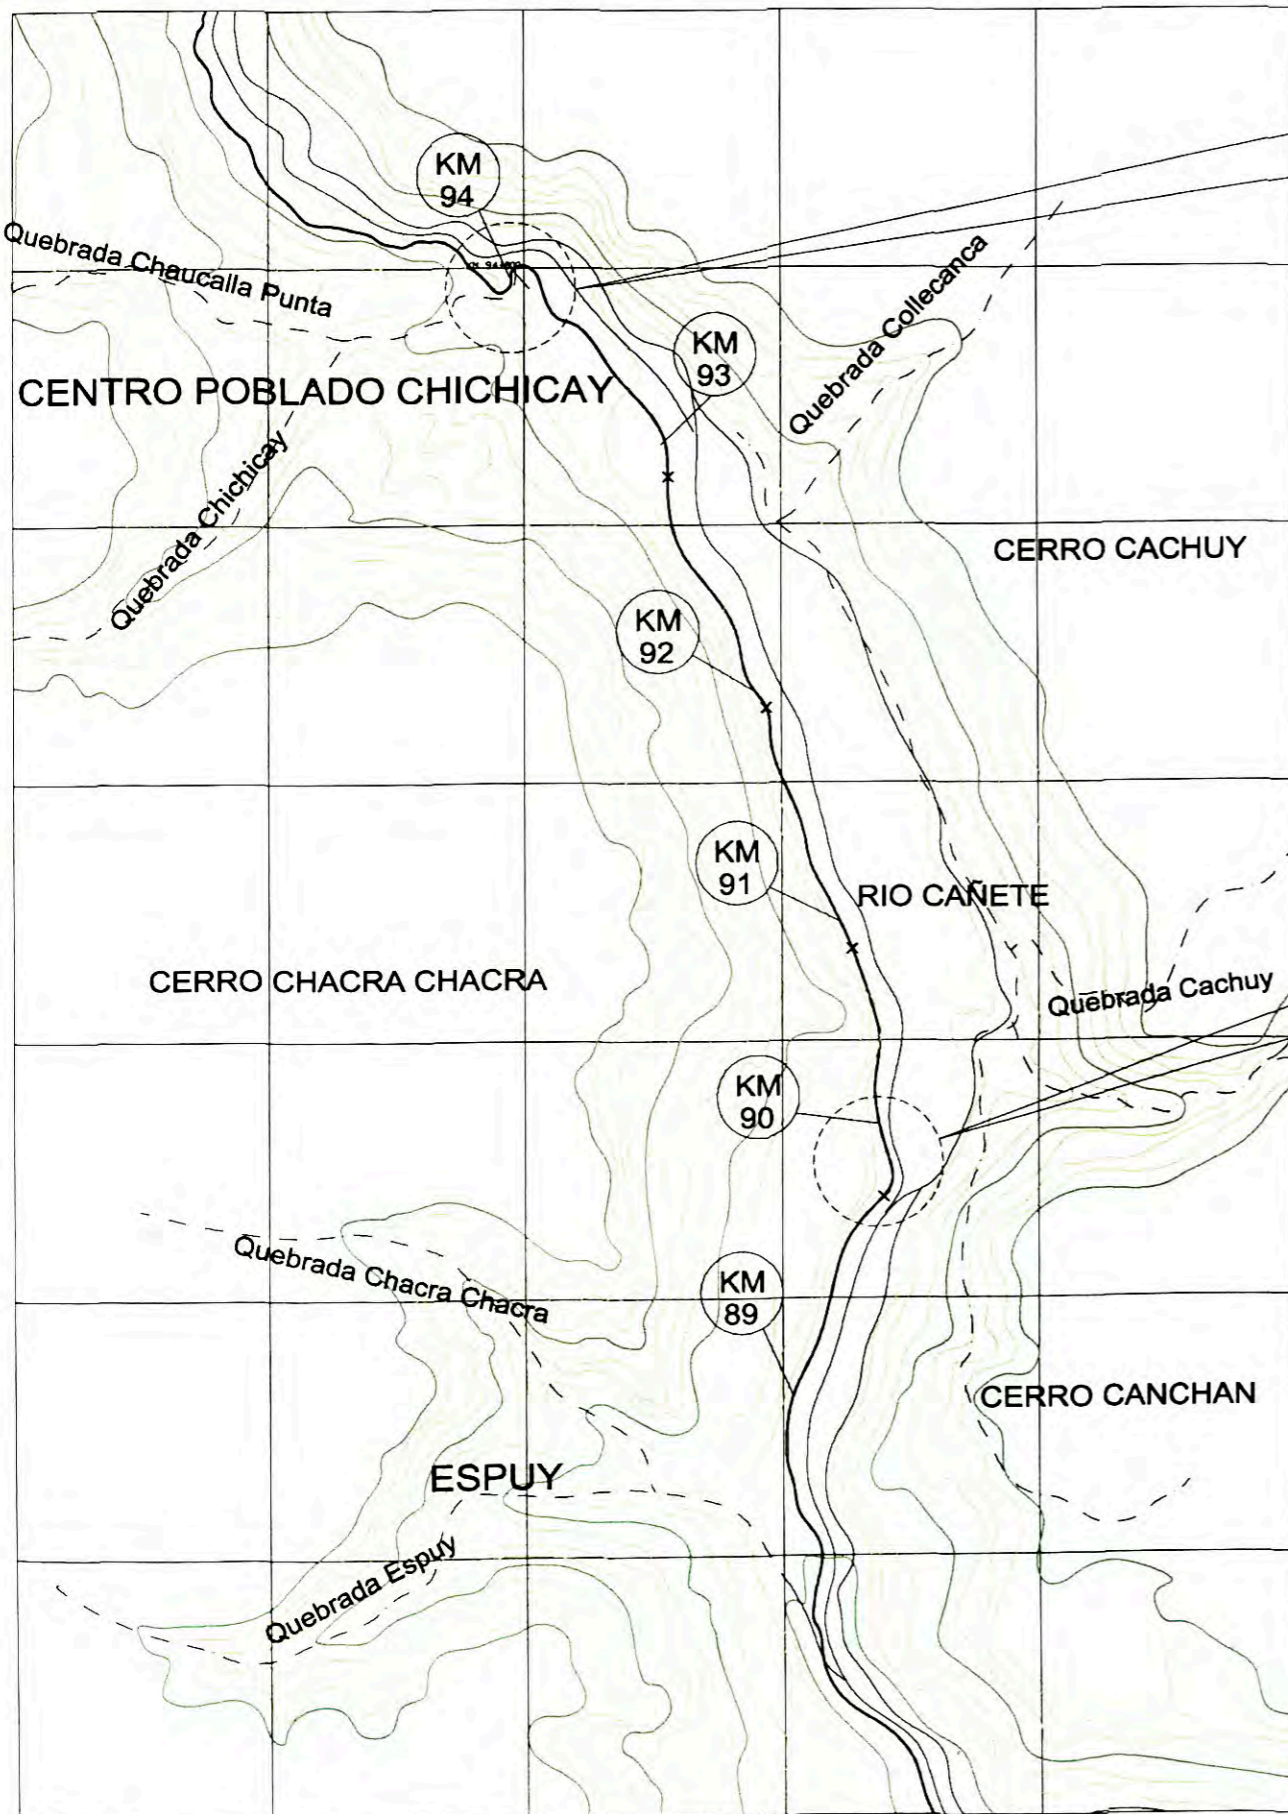 KM
94
Quebrada Chaucalla Punta
Quebrada Collecanca
KM
93
CENTRO POBLADO CHICHICAY
Quebrada Chichicay
CERRO CACHUY
KM
92
KM
91
RIO CAÑETE
CERRO CHACRA CHACRA
Quebrada Cachuy
KM
90
Quebrada Chacra Chacra
KM
89
CERRO CANCHAN
ESPUY
Quebrada Espuy